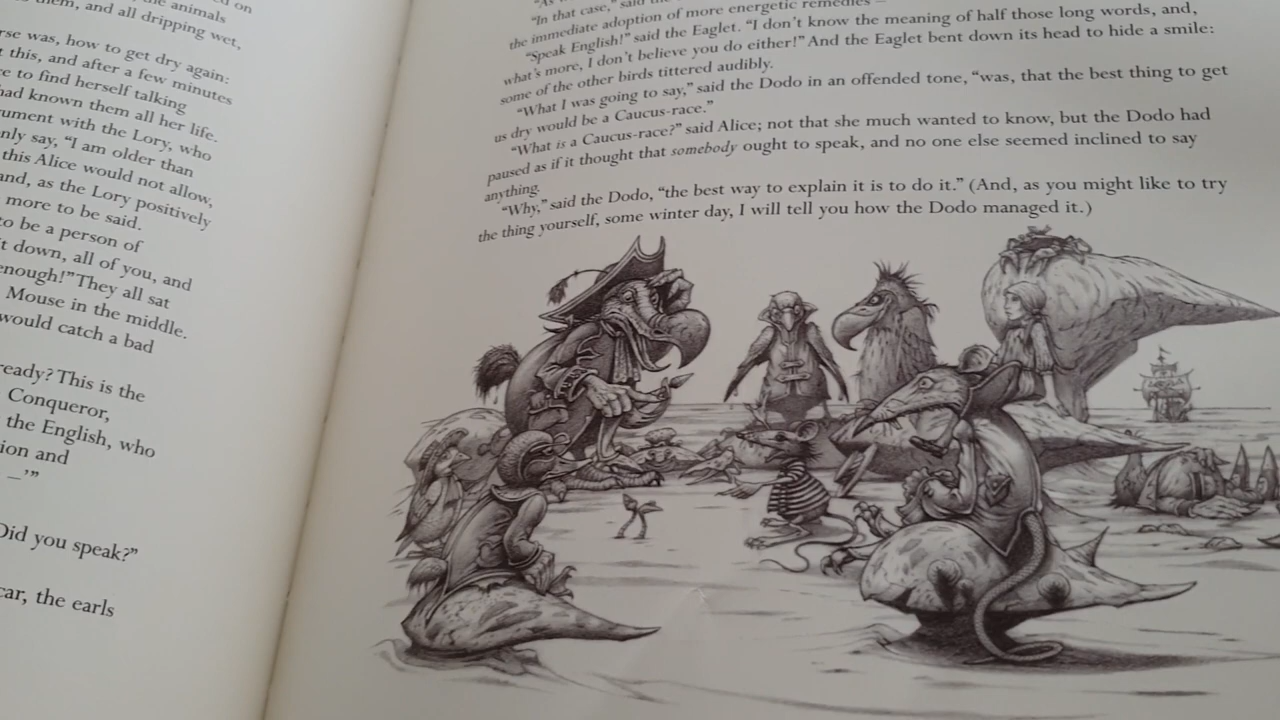 ed on
the animals
them, and all dripping wet,
rse was, how to get dry again:
t this, and after a few minutes
e to find herself talking
had known them all her life.
ument with the Lory, who
nly say, “I am older than
this Alice would not allow,
and, as the Lory positively
more to be said.
to be a person of
it down, all of you, and
enough!” They all sat
Mouse in the middle.
would catch a bad
ready? This is the
Conqueror,
the English, who
ion and
–’”
Did you speak?”
car, the earls
“In that case,” said the
the immediate adoption of more energetic remedies –
“Speak English!” said the Eaglet. “I don’t know the meaning of half those long words, and,
what’s more, I don’t believe you do either!” And the Eaglet bent down its head to hide a smile:
some of the other birds tittered audibly.
“What I was going to say,” said the Dodo in an offended tone, “was, that the best thing to get
us dry would be a Caucus-race.”
“What is a Caucus-race?” said Alice; not that she much wanted to know, but the Dodo had
paused as if it thought that somebody ought to speak, and no one else seemed inclined to say
anything.
“Why,” said the Dodo, “the best way to explain it is to do it.” (And, as you might like to try
the thing yourself, some winter day, I will tell you how the Dodo managed it.)